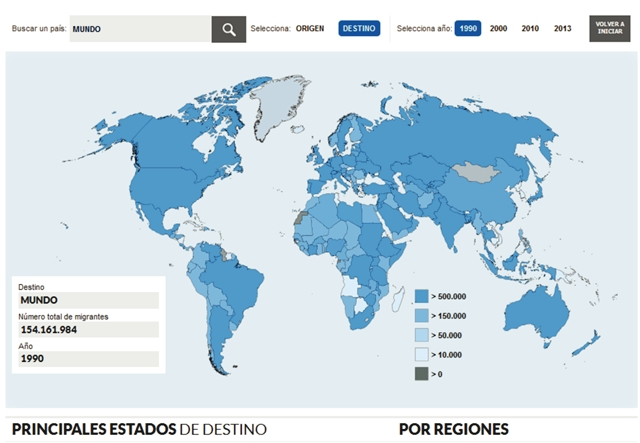 Buscar un país: MUNDO Selecciona: ORIGEN DESTINO Selecciona año: 1990 2000 2010 2013 VOLVER A INICIAR
Destino
MUNDO
Número total de migrantes
154.161.984
Año
1990
> 500.000
> 150.000
> 50.000
> 10.000
> 0
PRINCIPALES ESTADOS DE DESTINO POR REGIONES